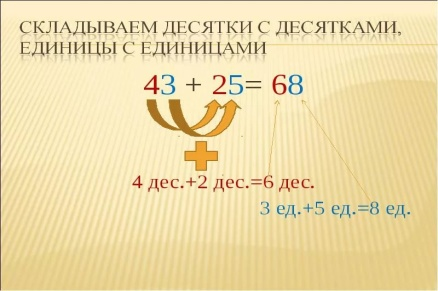 СКЛАДЫВАЕМ ДЕСЯТКИ С ДЕСЯТКАМИ,
ЕДИНИЦЫ С ЕДИНИЦАМИ
43 + 25= 68
4 дес.+2 дес.=6 дес.
3 ед.+5 ед.=8 ед.